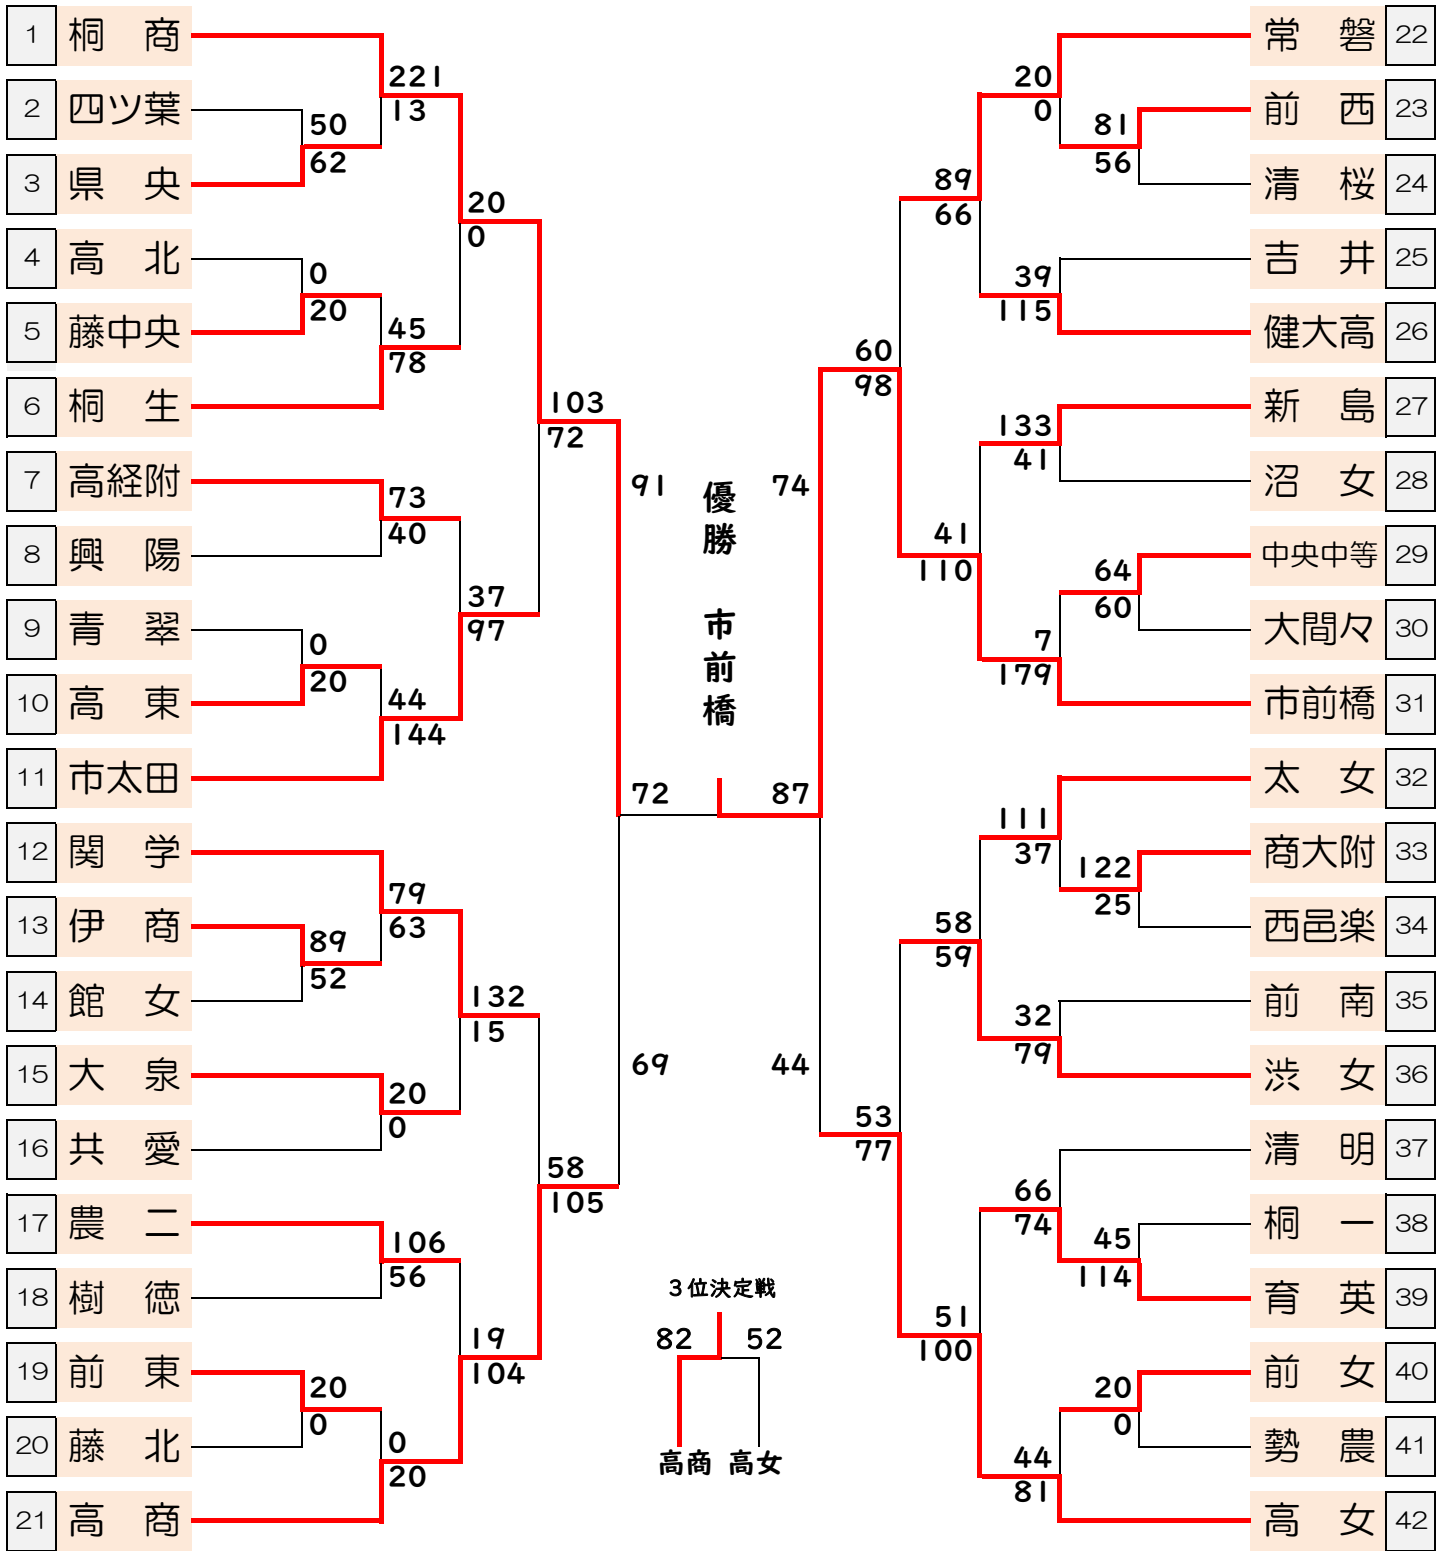 1 桐 商
2 四ツ葉
3 県 央
4 高 北
5 藤中央
6 桐 生
7 高経附
8 興 陽
9 青 翠
10 高 東
11 市太田
12 関 学
13 伊 商
14 館 女
15 大 泉
16 共 愛
17 農 二
18 樹 徳
19 前 東
20 藤 北
21 高 商
50
62
0
20
0
20
89
52
20
0
221
13
45
78
73
40
44
144
79
63
20
0
106
56
0
20
20
0
37
97
132
15
19
104
103
72
58
105
91
69
72
優勝 市前橋
87
74
44
60
98
53
77
89
66
41
110
58
59
51
100
20
0
39
115
133
41
7
179
111
37
32
79
66
74
44
81
81
56
64
60
122
25
45
114
20
0
常 磐 22
前 西 23
清 桜 24
吉 井 25
健大高 26
新 島 27
沼 女 28
中央中等 29
大間々 30
市前橋 31
太 女 32
商大附 33
西邑楽 34
前 南 35
渋 女 36
清 明 37
桐 一 38
育 英 39
前 女 40
勢 農 41
高 女 42
3位決定戦
82 52
高商 高女